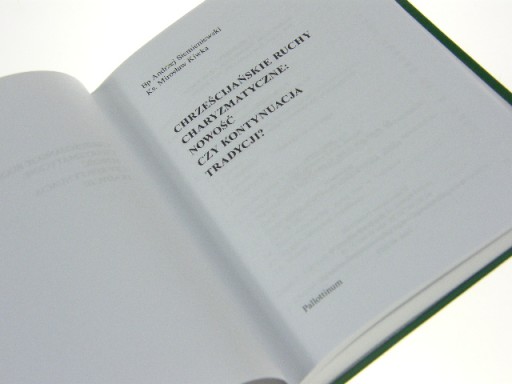 Bp Andrzej Siemieniewski
Ks. Mirosław Kiwka
CHRZEŚCIJAŃSKIE RUCHY
CHARYZMATYCZNE:
NOWOŚĆ
CZY KONTYNUACJA
TRADYCJI?
Pallottinum